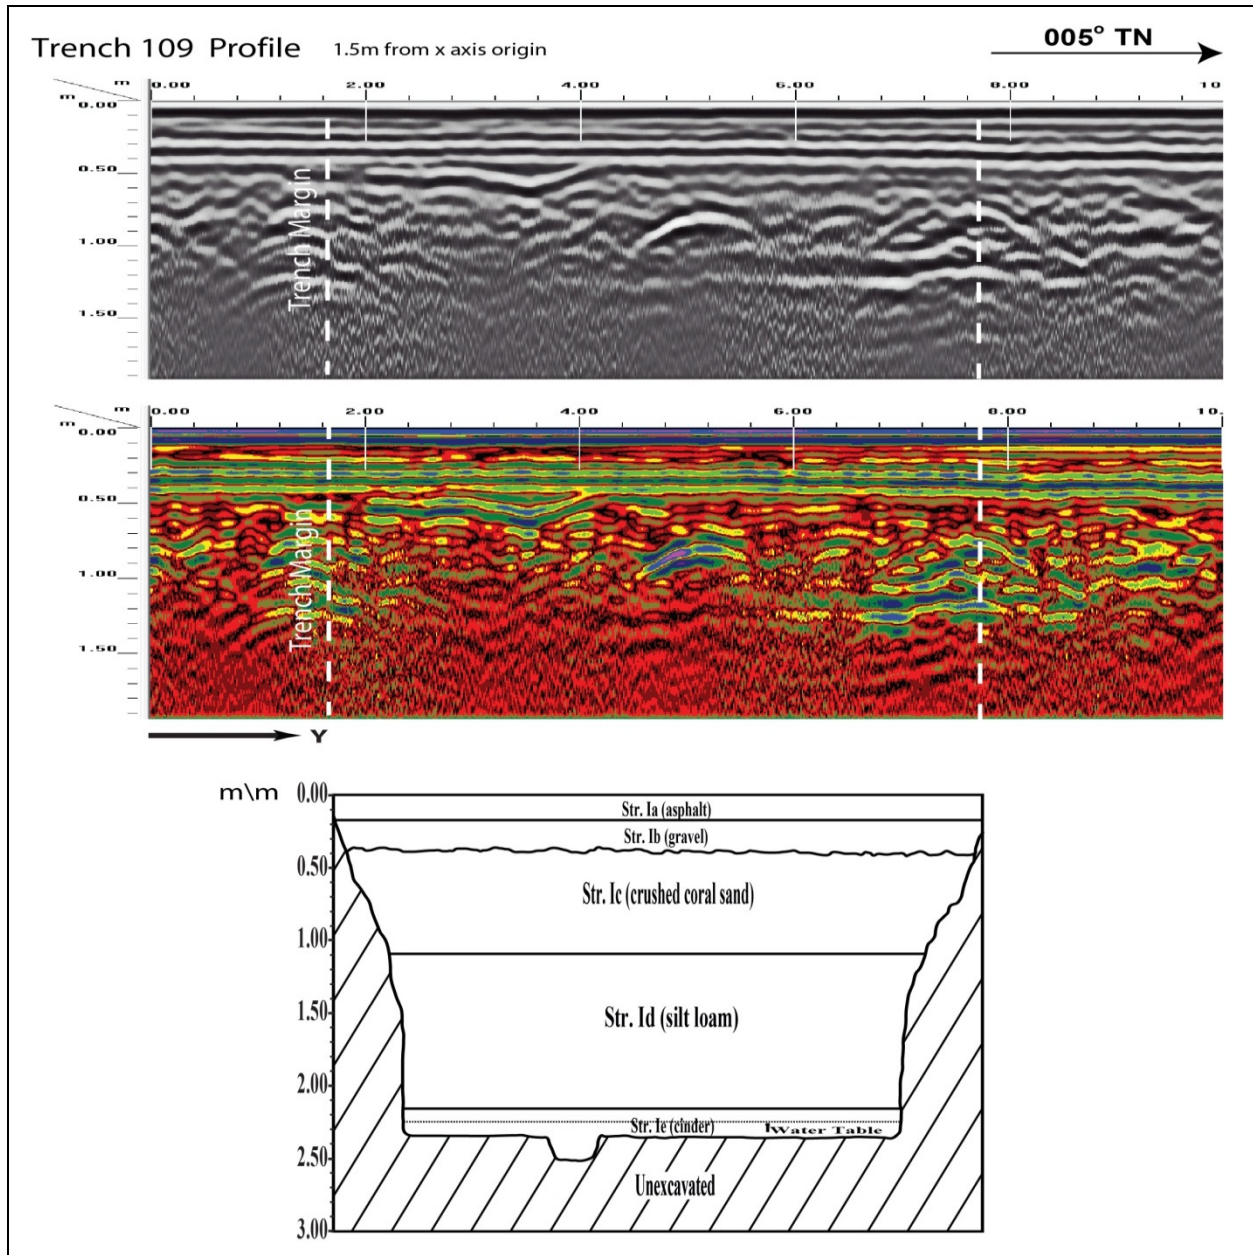 Trench 109 Profile 1.5m from x axis origin 005° TN
m 0.00 2.00 4.00 6.00 8.00 10
m
0.00
0.50
1.00
1.50
Trench Margin
m 0.00 2.00 4.00 6.00 8.00 10.
m
0.00
0.50
1.00
1.50
TrenchMargin
Y
m\m
0.00
0.50
1.00
1.50
2.00
2.50
3.00
Str. Ia (asphalt)
Str. Ib (gravel)
Str. Ic (crushed coral sand)
Str. Id (silt loam)
Str. Ie (cinder) Water Table
Unexcavated